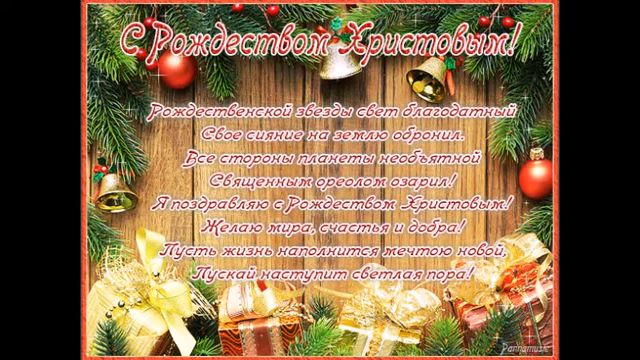 С Рождеством Христовым!
Рождественской звезды свет благодатный
Свое сияние на землю обронил.
Все стороны планеты необъятной
Священным ореолом озарил!
Я поздравляю с Рождеством Христовым!
Желаю мира, счастья и добра!
Пусть жизнь наполнится мечтою новой,
Пускай наступит светлая пора!
Pannamusic